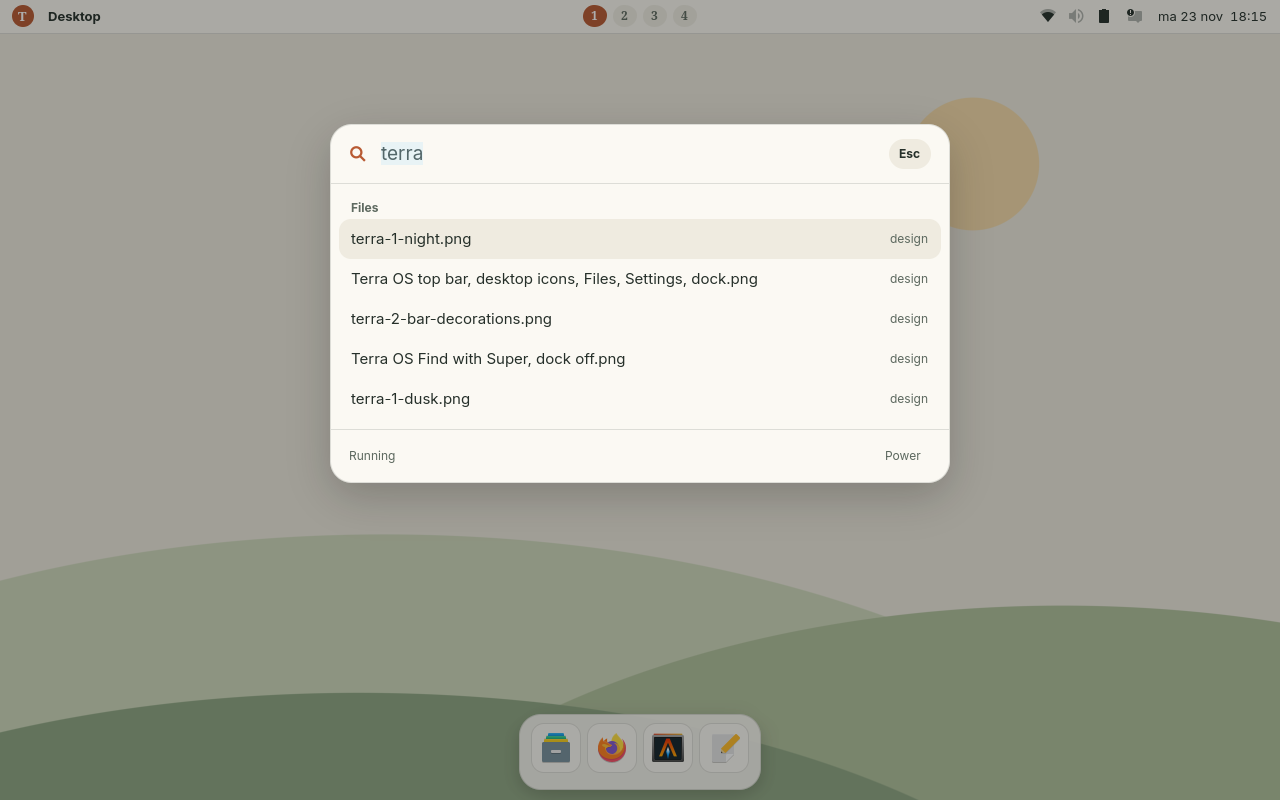 T Desktop 1 2 3 4 ma 23 nov 18:15
terra Esc
Files
terra-1-night.png design
Terra OS top bar, desktop icons, Files, Settings, dock.png design
terra-2-bar-decorations.png design
Terra OS Find with Super, dock off.png design
terra-1-dusk.png design
Running Power